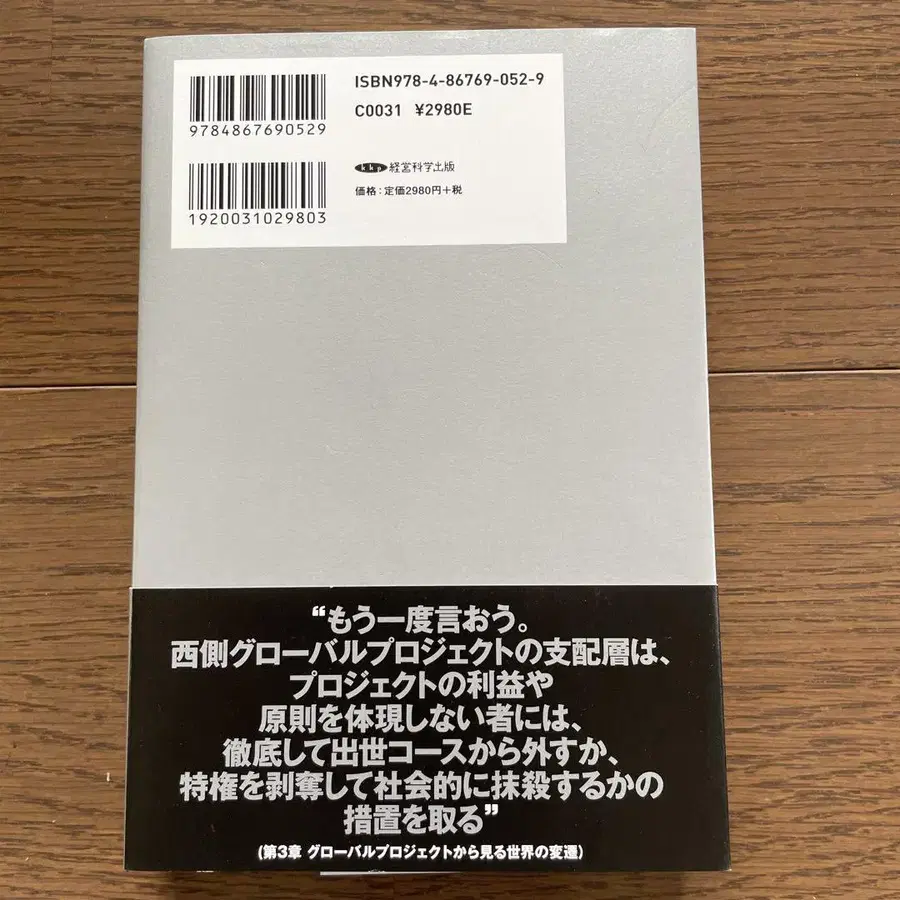 ISBN978-4-86769-052-9
C0031 ¥2980E
9784867690529
経営科学出版
価格：定価2980円+税
1920031029803
“もう一度言おう。
西側グローバルプロジェクトの支配層は、
プロジェクトの利益や
原則を体現しない者には、
徹底して出世コースから外すか、
特権を剥奪して社会的に抹殺するかの
措置を取る”
(第3章 グローバルプロジェクトから見る世界の変遷)